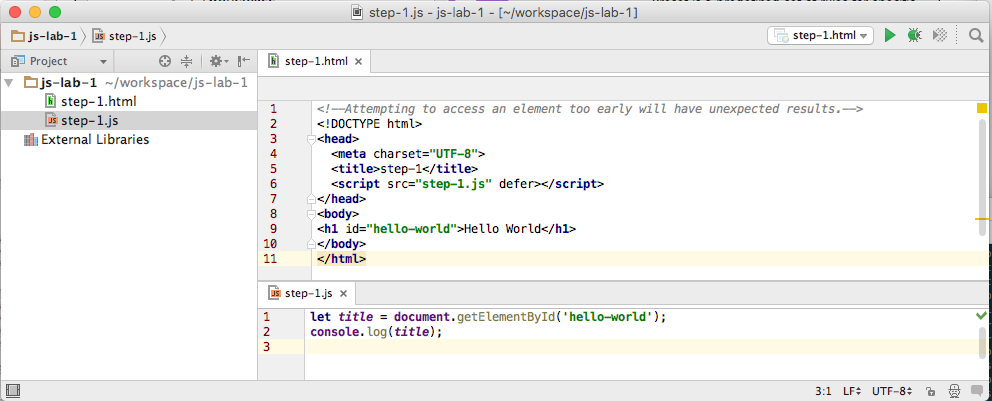 step-1.js - js-lab-1 - [~/workspace/js-lab-1]
js-lab-1 step-1.js step-1.html
Project
step-1.html
js-lab-1 ~/workspace/js-lab-1
step-1.html
step-1.js
External Libraries
1 <!--Attempting to access an element too early will have unexpected results.-->
2 <!DOCTYPE html>
3 <head>
4 <meta charset="UTF-8">
5 <title>step-1</title>
6 <script src="step-1.js" defer></script>
7 </head>
8 <body>
9 <h1 id="hello-world">Hello World</h1>
10 </body>
11 </html>
step-1.js
1 let title = document.getElementById('hello-world');
2 console.log(title);
3
3:1 LF UTF-8